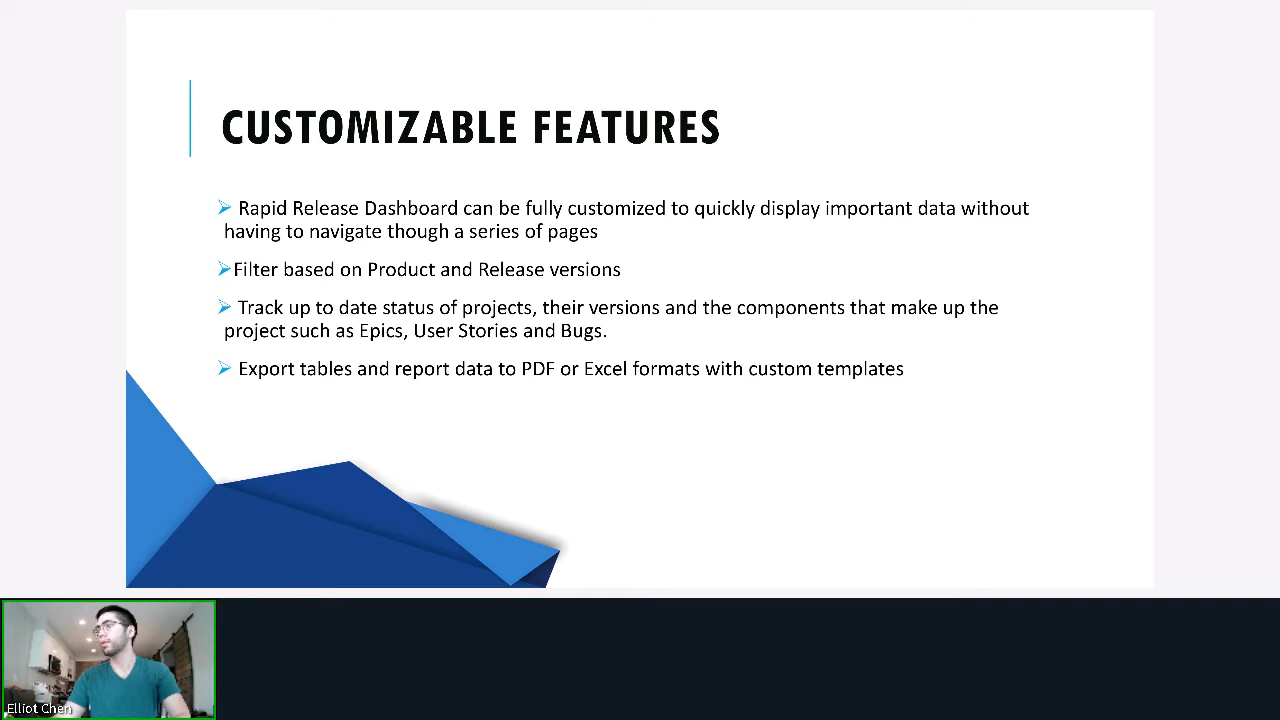 CUSTOMIZABLE FEATURES
Rapid Release Dashboard can be fully customized to quickly display important data without
having to navigate though a series of pages
Filter based on Product and Release versions
Track up to date status of projects, their versions and the components that make up the
project such as Epics, User Stories and Bugs.
Export tables and report data to PDF or Excel formats with custom templates
Elliot Chen